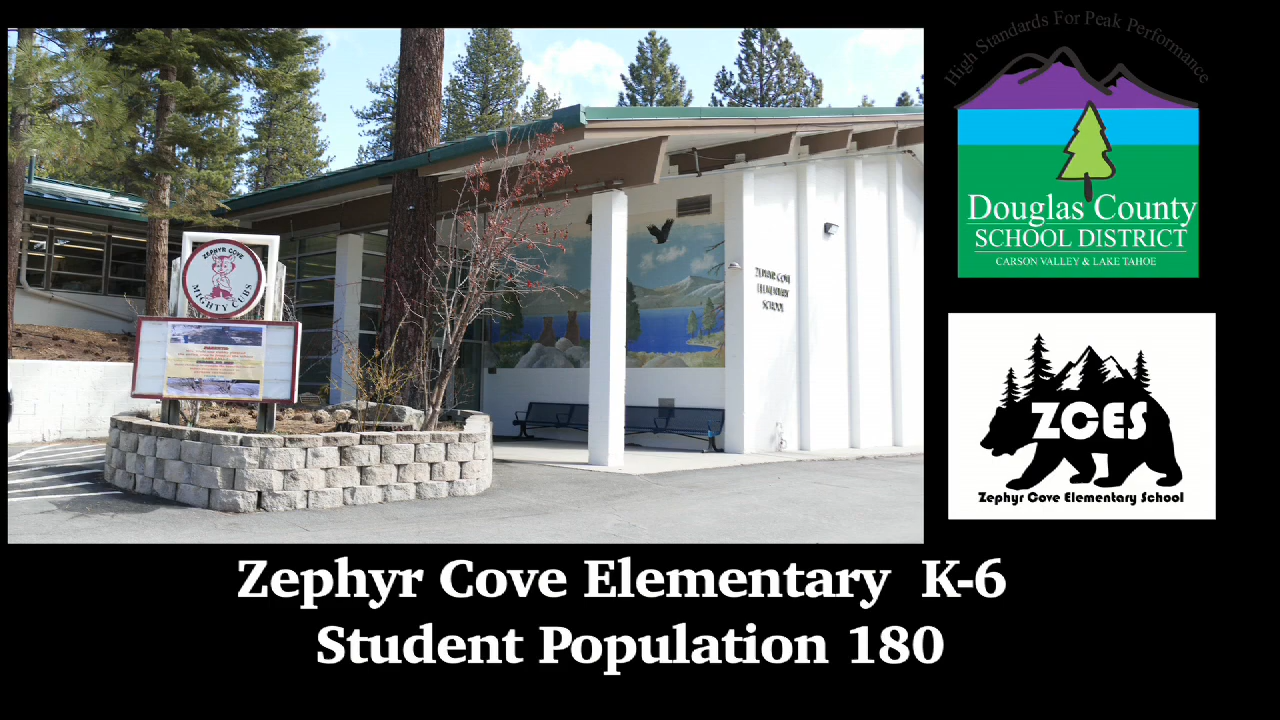 High Standards For Peak Performance
Douglas County
SCHOOL DISTRICT
CARSON VALLEY & LAKE TAHOE
ZEPHYR COVE
MIGHTY CUBS
ZEPHYR COVE
ELEMENTARY
SCHOOL
ZCES
Zephyr Cove Elementary School
Zephyr Cove Elementary K-6
Student Population 180